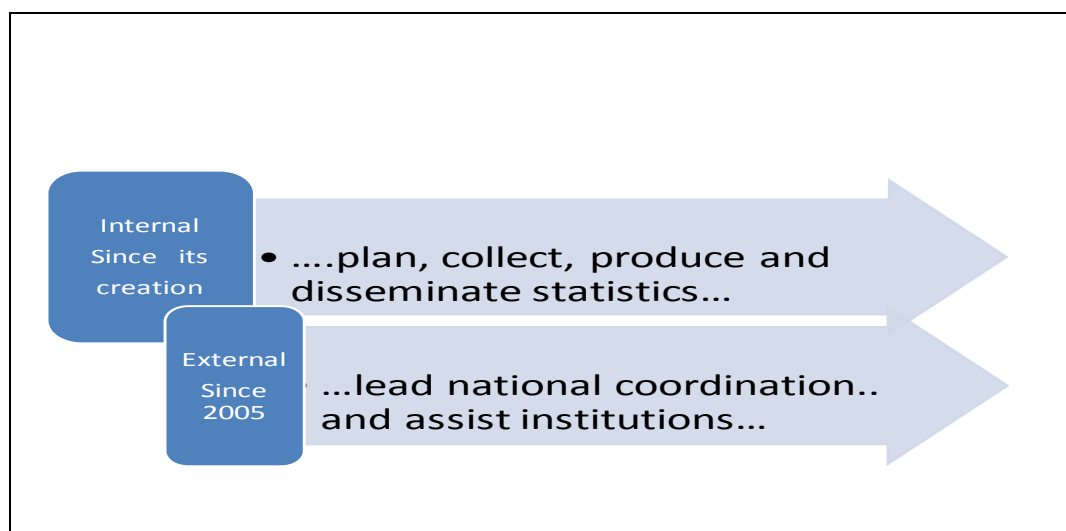 Internal
Since its
creation
• ....plan, collect, produce and
disseminate statistics...
External
Since
2005
• ...lead national coordination..
and assist institutions...